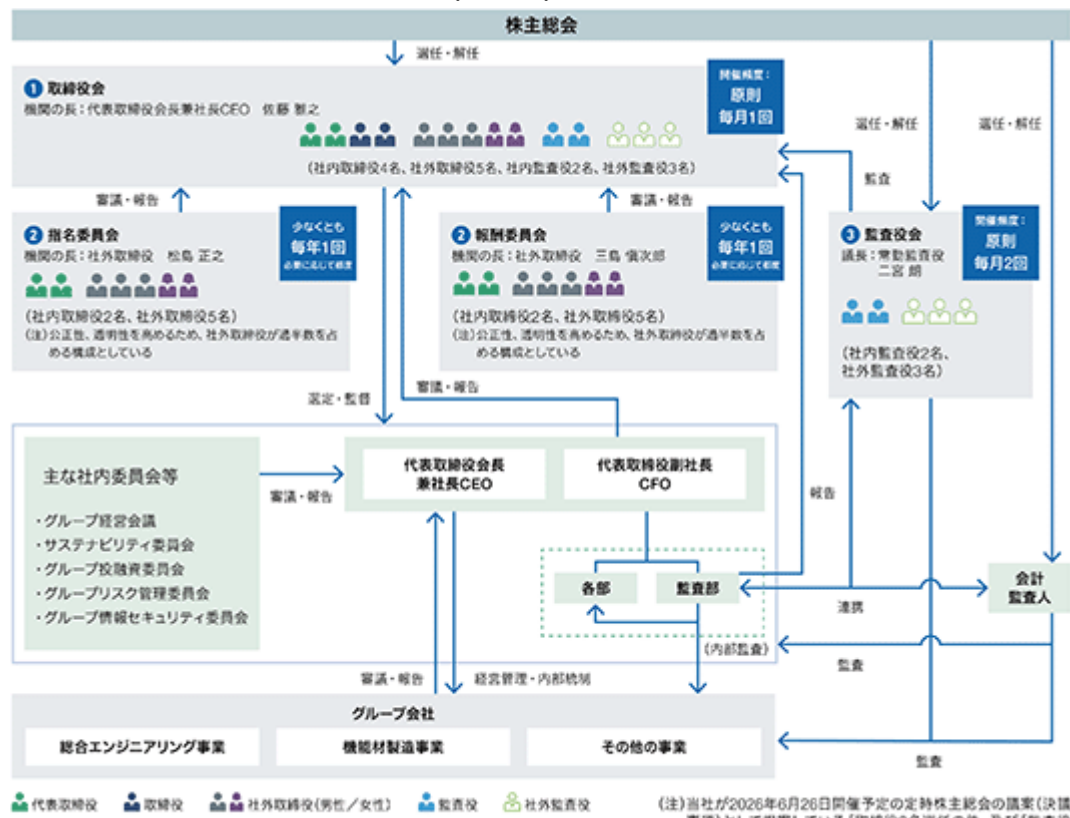 株主総会
選任・解任
1 取締役会
機関の長：代表取締役会長兼社長CEO 佐藤 雅之
開催頻度：
原則
毎月1回
(社内取締役4名、社外取締役5名、社内監査役2名、社外監査役3名)
選任・解任
選任・解任
監査
審議・報告
審議・報告
2 指名委員会
機関の長：社外取締役 松島 正之
少なくとも
毎年1回
必要に応じて都度
(社内取締役2名、社外取締役5名)
(注)公正性、透明性を高めるため、社外取締役が過半数を占
める構成としている
2 報酬委員会
機関の長：社外取締役 三島 愼次郎
少なくとも
毎年1回
必要に応じて都度
(社内取締役2名、社外取締役5名)
(注)公正性、透明性を高めるため、社外取締役が過半数を占
める構成としている
3 監査役会
議長：常勤監査役
二宮 朗
開催頻度：
原則
毎月2回
(社内監査役2名、
社外監査役3名)
選定・監督
審議・報告
主な社内委員会等
・グループ経営会議
・サステナビリティ委員会
・グループ投融資委員会
・グループリスク管理委員会
・グループ情報セキュリティ委員会
審議・報告
代表取締役会長
兼社長CEO
代表取締役副社長
CFO
報告
各部
監査部
(内部監査)
連携
会計
監査人
監査
審議・報告
経営管理・内部統制
グループ会社
総合エンジニアリング事業
機能材製造事業
その他の事業
監査
代表取締役
取締役
社外取締役(男性／女性)
監査役
社外監査役
(注)当社が2026年6月26日開催予定の定時株主総会の議案(決議